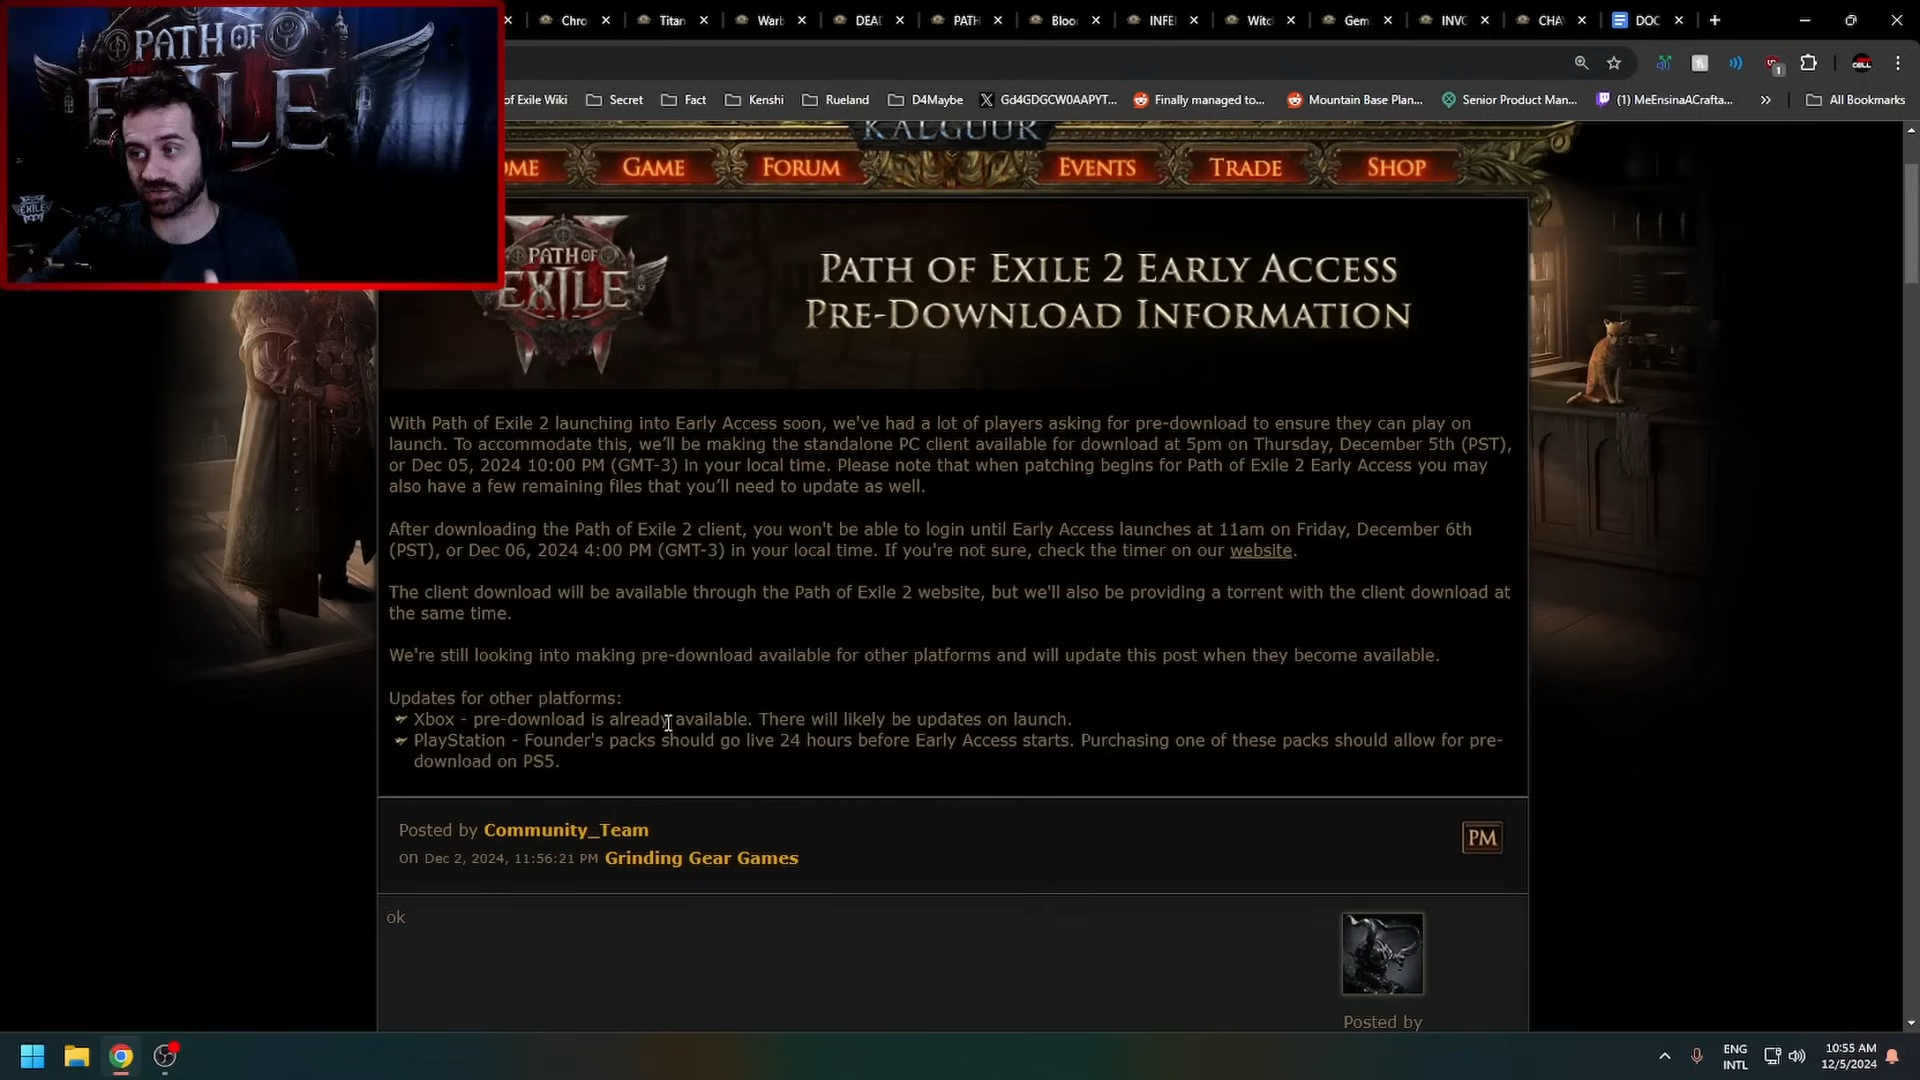 PATH OF
EXILE
Chro
Titan
Warb
DEA
PATH
Bloo
INFE
Witc
Gem
INVO
CHA
DOC
of Exile Wiki
Secret
Fact
Kenshi
Rueland
D4Maybe
Gd4GDGCW0AAPYT...
Finally managed to...
Mountain Base Plan...
Senior Product Man...
(1) MeEnsinaACrafta...
All Bookmarks
KALGUUR
OME
GAME
FORUM
EVENTS
TRADE
SHOP
PATH OF
EXILE
II
PATH OF EXILE 2 EARLY ACCESS
PRE-DOWNLOAD INFORMATION
With Path of Exile 2 launching into Early Access soon, we've had a lot of players asking for pre-download to ensure they can play on
launch. To accommodate this, we'll be making the standalone PC client available for download at 5pm on Thursday, December 5th (PST),
or Dec 05, 2024 10:00 PM (GMT-3) in your local time. Please note that when patching begins for Path of Exile 2 Early Access you may
also have a few remaining files that you'll need to update as well.
After downloading the Path of Exile 2 client, you won't be able to login until Early Access launches at 11am on Friday, December 6th
(PST), or Dec 06, 2024 4:00 PM (GMT-3) in your local time. If you're not sure, check the timer on our website.
The client download will be available through the Path of Exile 2 website, but we'll also be providing a torrent with the client download at
the same time.
We're still looking into making pre-download available for other platforms and will update this post when they become available.
Updates for other platforms:
Xbox - pre-download is already available. There will likely be updates on launch.
PlayStation - Founder's packs should go live 24 hours before Early Access starts. Purchasing one of these packs should allow for pre-
download on PS5.
Posted by Community_Team
on Dec 2, 2024, 11:56:21 PM Grinding Gear Games
PM
ok
Posted by
ENG
INTL
10:55 AM
12/5/2024